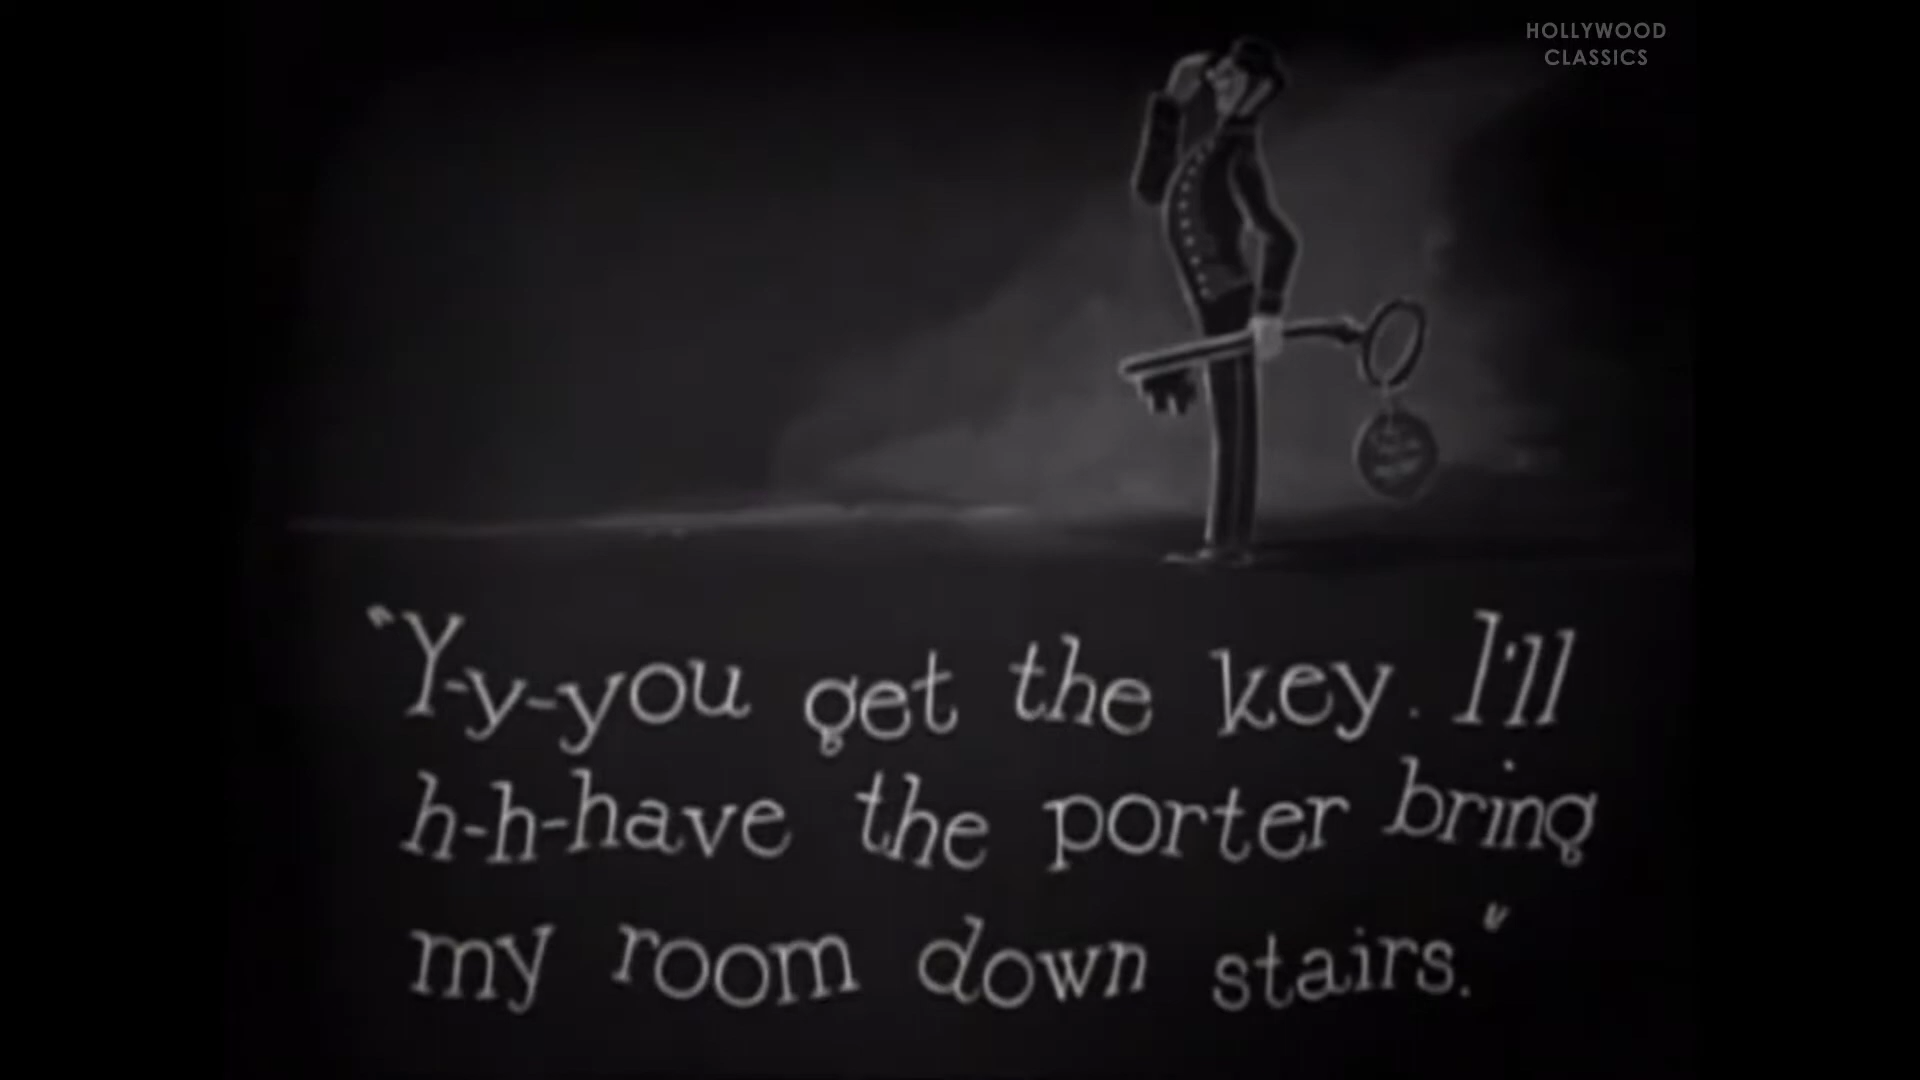 HOLLYWOOD
CLASSICS
"Y-y-you get the key. I'll
h-h-have the porter bring
my room down stairs."